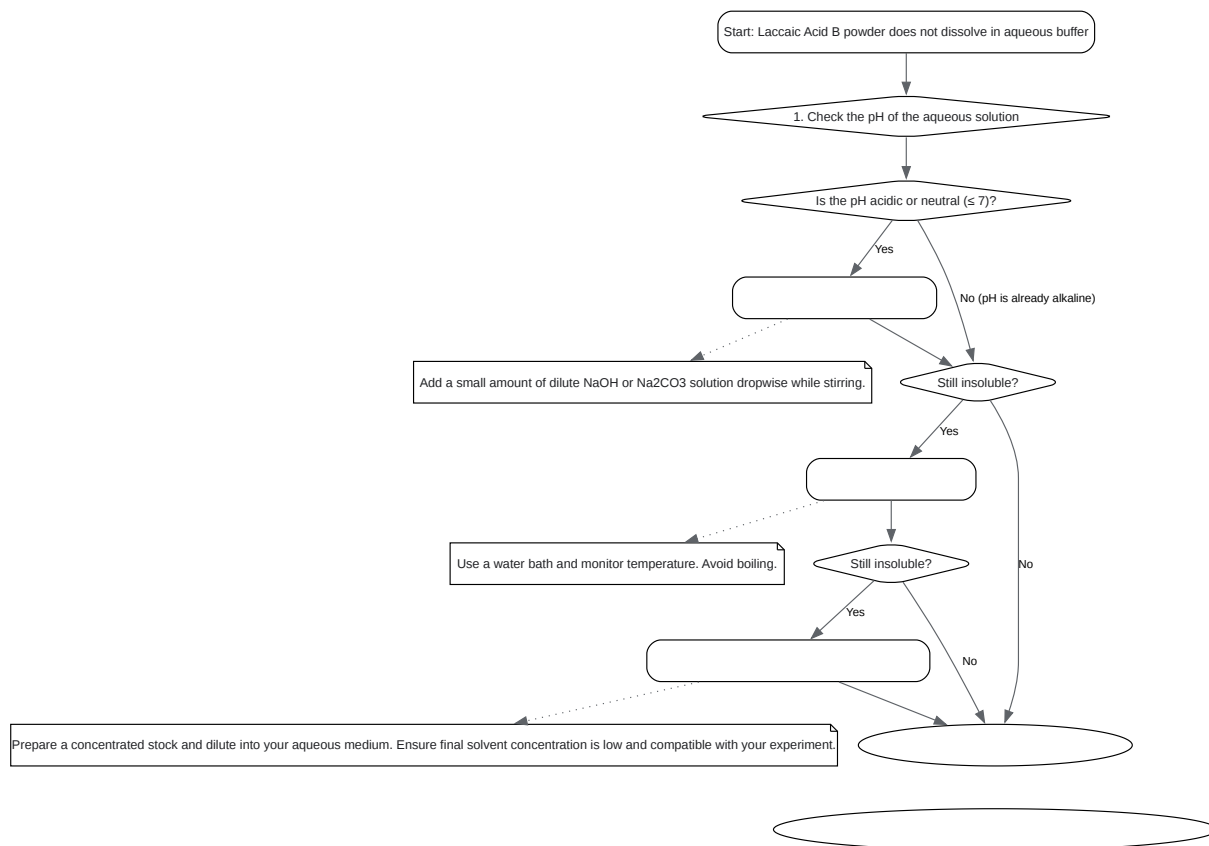 Start: Laccaic Acid B powder does not dissolve in aqueous buffer
1. Check the pH of the aqueous solution
Is the pH acidic or neutral (≤ 7)?
Yes
No (pH is already alkaline)
Add a small amount of dilute NaOH or Na2CO3 solution dropwise while stirring.
Still insoluble?
Yes
No
Use a water bath and monitor temperature. Avoid boiling.
Still insoluble?
Yes
No
Prepare a concentrated stock and dilute into your aqueous medium. Ensure final solvent concentration is low and compatible with your experiment.